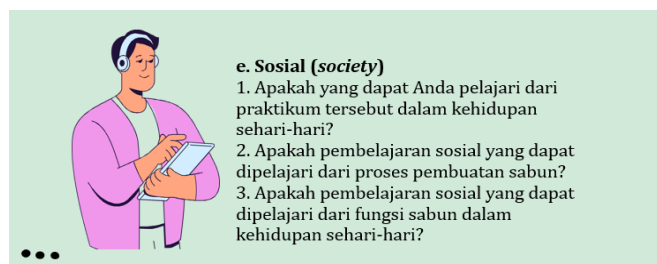 e. Sosial (society)
1. Apakah yang dapat Anda pelajari dari
praktikum tersebut dalam kehidupan
sehari-hari?
2. Apakah pembelajaran sosial yang dapat
dipelajari dari proses pembuatan sabun?
3. Apakah pembelajaran sosial yang dapat
dipelajari dari fungsi sabun dalam
kehidupan sehari-hari?